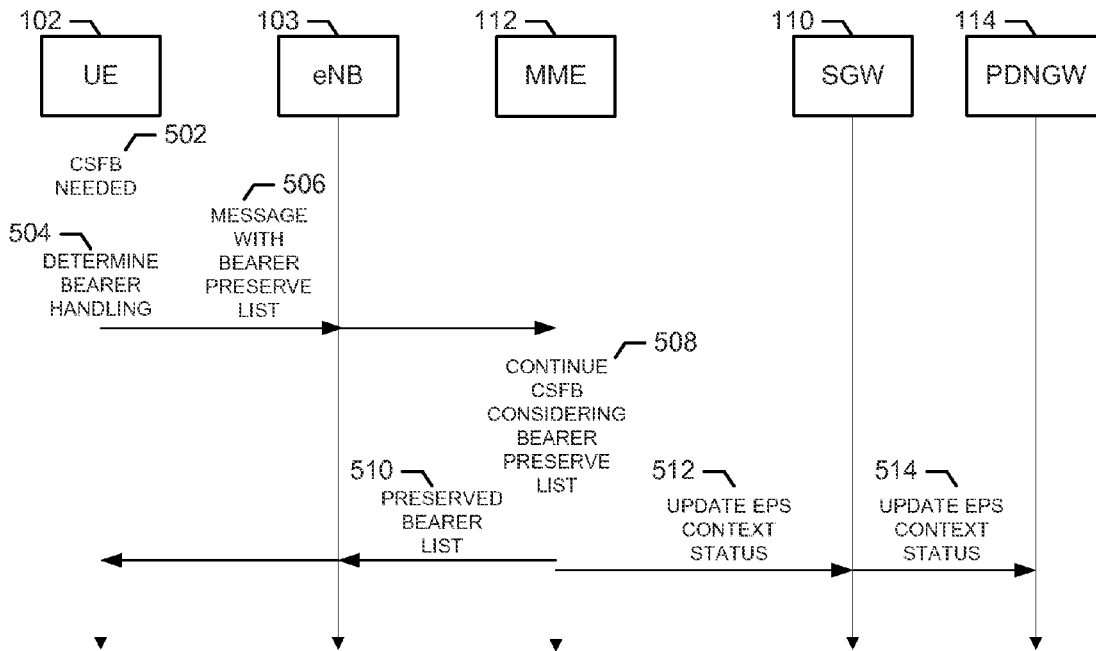 102
103
112
110
114
UE
eNB
MME
SGW
PDNGW
502
CSFB
NEEDED
506
MESSAGE
WITH
BEARER
PRESERVE
LIST
504
DETERMINE
BEARER
HANDLING
508
CONTINUE
CSFB
CONSIDERING
BEARER
PRESERVE
LIST
510
PRESERVED
BEARER
LIST
512
UPDATE EPS
CONTEXT
STATUS
514
UPDATE EPS
CONTEXT
STATUS